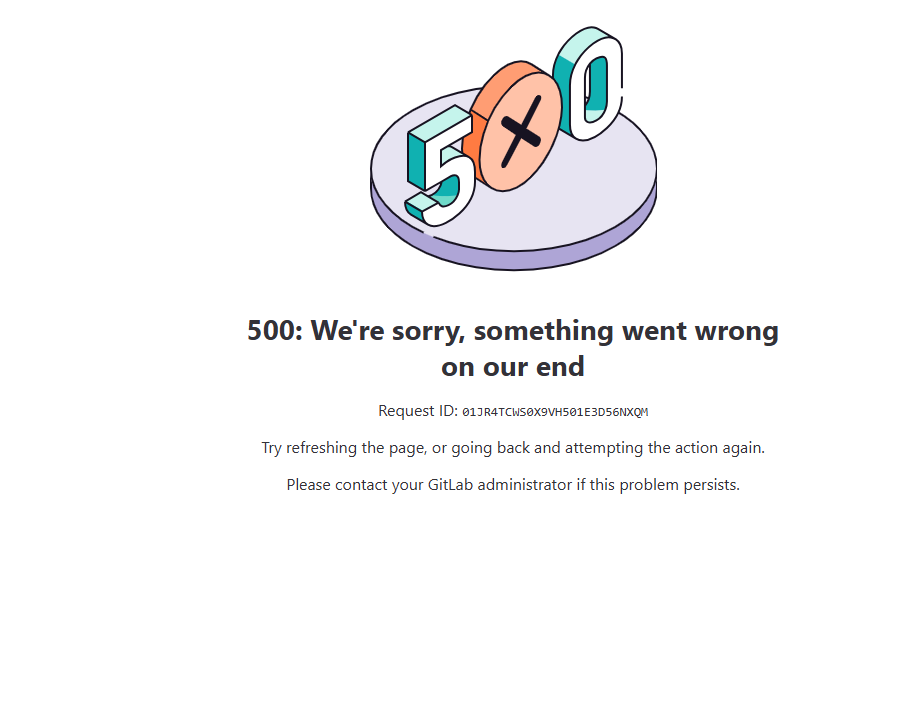 500
500: We're sorry, something went wrong
on our end
Request ID: 01JR4TCWS0X9VH501E3D56NXQM
Try refreshing the page, or going back and attempting the action again.
Please contact your GitLab administrator if this problem persists.